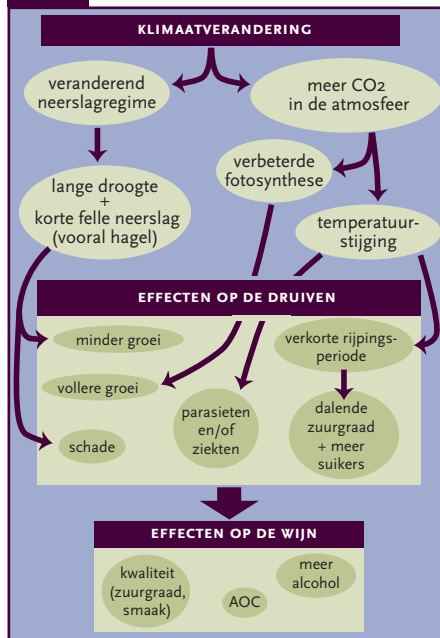 KLIMAATVERANDERING
veranderend
neerslagregime
meer CO2
in de atmosfeer
verbeterde
fotosynthese
lange droogte
+
korte felle neerslag
(vooral hagel)
temperatuur-
stijging
EFFECTEN OP DE DRUIVEN
minder groei
verkorte rijpings-
periode
vollere groei
parasieten
en/of
ziekten
dalende
zuurgraad
+ meer
suikers
schade
EFFECTEN OP DE WIJN
kwaliteit
(zuurgraad,
smaak)
AOC
meer
alcohol